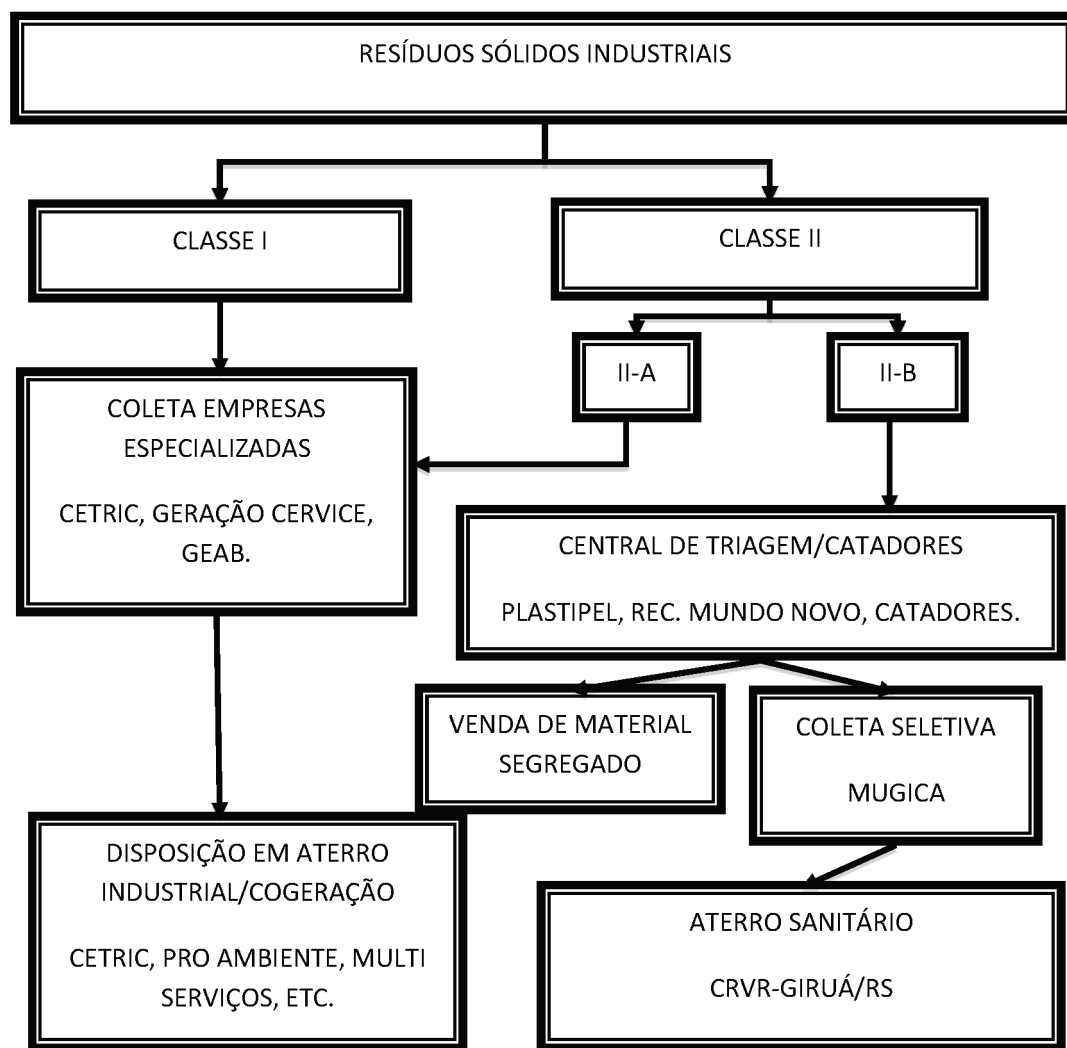 RESÍDUOS SÓLIDOS INDUSTRIAIS
CLASSE I
CLASSE II
II-A
II-B
COLETA EMPRESAS
ESPECIALIZADAS
CETRIC, GERAÇÃO CERVICE,
GEAB.
CENTRAL DE TRIAGEM/CATADORES
PLASTIPEL, REC. MUNDO NOVO, CATADORES.
VENDA DE MATERIAL
SEGREGADO
COLETA SELETIVA
MUGICA
DISPOSIÇÃO EM ATERRO
INDUSTRIAL/COGERAÇÃO
CETRIC, PRO AMBIENTE, MULTI
SERVIÇOS, ETC.
ATERRO SANITÁRIO
CRVR-GIRUÁ/RS